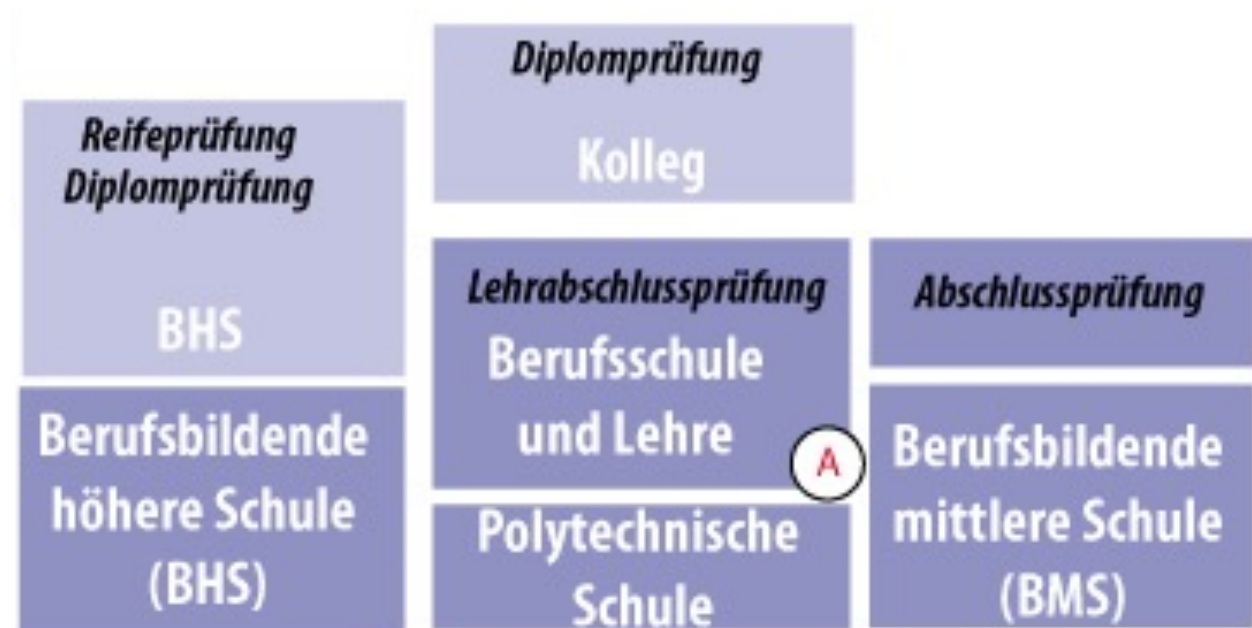 Reifeprüfung
Diplomprüfung
BHS
Berufsbildende
höhere Schule
(BHS)
Diplomprüfung
Kolleg
Lehrabschlussprüfung
Berufsschule
und Lehre
A
Polytechnische
Schule
Abschlussprüfung
Berufsbildende
mittlere Schule
(BMS)